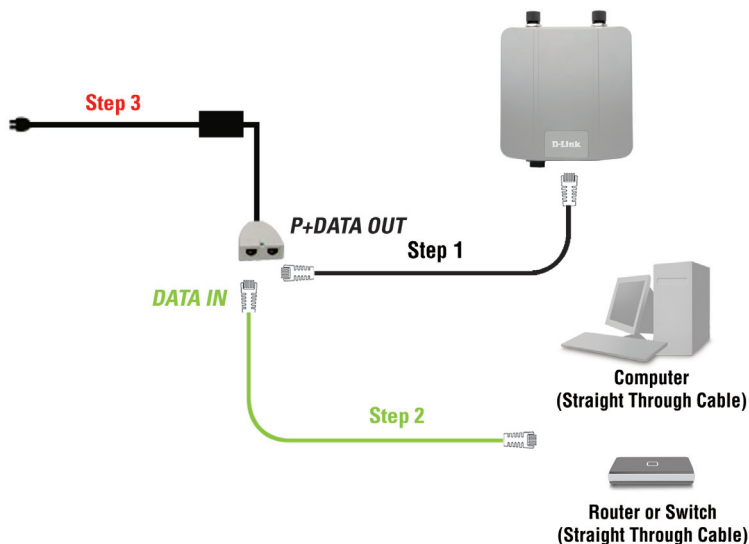 Step 3
D-Link
P+DATA OUT
Step 1
DATA IN
Computer
(Straight Through Cable)
Step 2
Router or Switch
(Straight Through Cable)